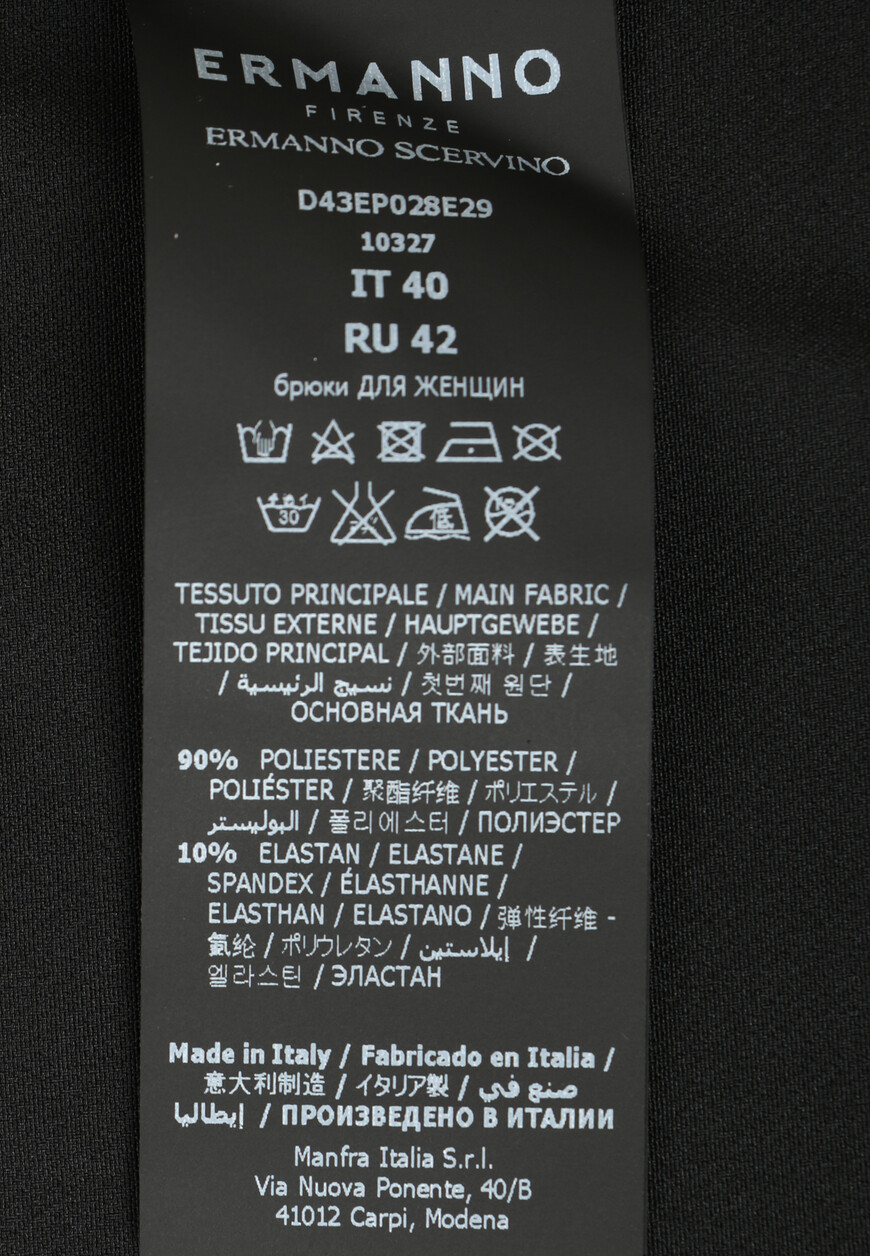 ERMANNO
FIRENZE
ERMANNO SCERVINO
D43EP028E29
10327
IT 40
RU 42
брюки ДЛЯ ЖЕНЩИН
30
低
TESSUTO PRINCIPALE / MAIN FABRIC /
TISSU EXTERNE / HAUPTGEWEBE /
TEJIDO PRINCIPAL / 外部面料 / 表生地
/ نسيج الرئيسية / 첫번째 원단 /
ОСНОВНАЯ ТКАНЬ
90% POLIESTERE / POLYESTER /
POLIÉSTER / 聚酯纤维 / ポリエステル /
البوليستر / 폴리에스터 / ПОЛИЭСТЕР
10% ELASTAN / ELASTANE /
SPANDEX / ÉLASTHANNE /
ELASTHAN / ELASTANO / 弹性纤维 -
氨纶 / ポリウレタン / إيلاستين /
엘라스틴 / ЭЛАСТАН
Made in Italy / Fabricado en Italia /
意大利制造 / イタリア製 / صنع في
إيطاليا / ПРОИЗВЕДЕНО В ИТАЛИИ
Manfra Italia S.r.l.
Via Nuova Ponente, 40/B
41012 Carpi, Modena